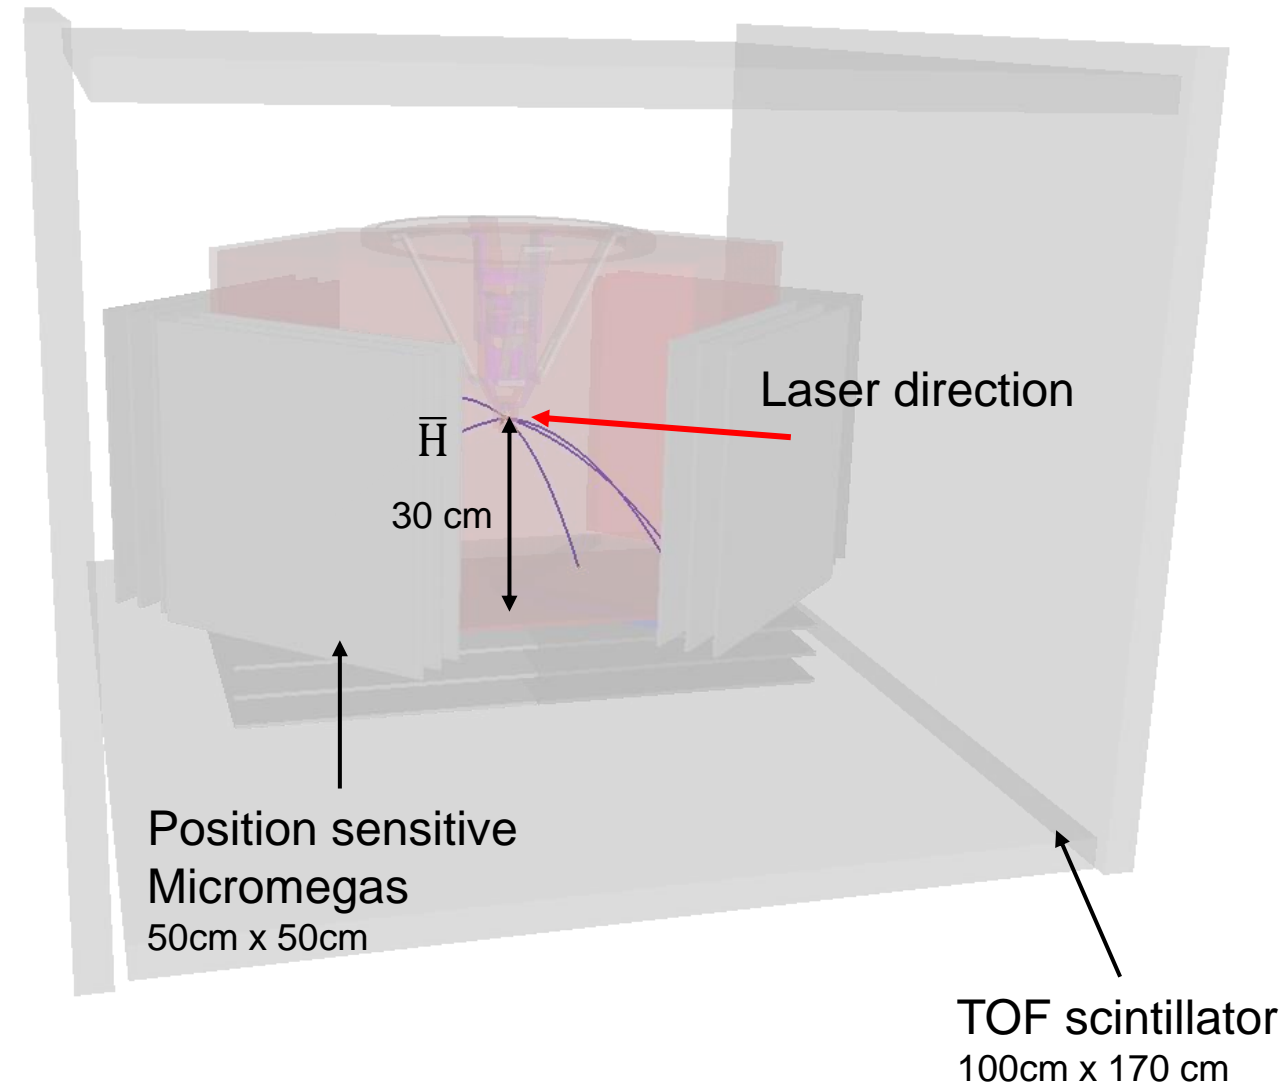 Laser direction
H̅
30 cm
Position sensitive
Micromegas
50cm x 50cm
TOF scintillator
100cm x 170 cm